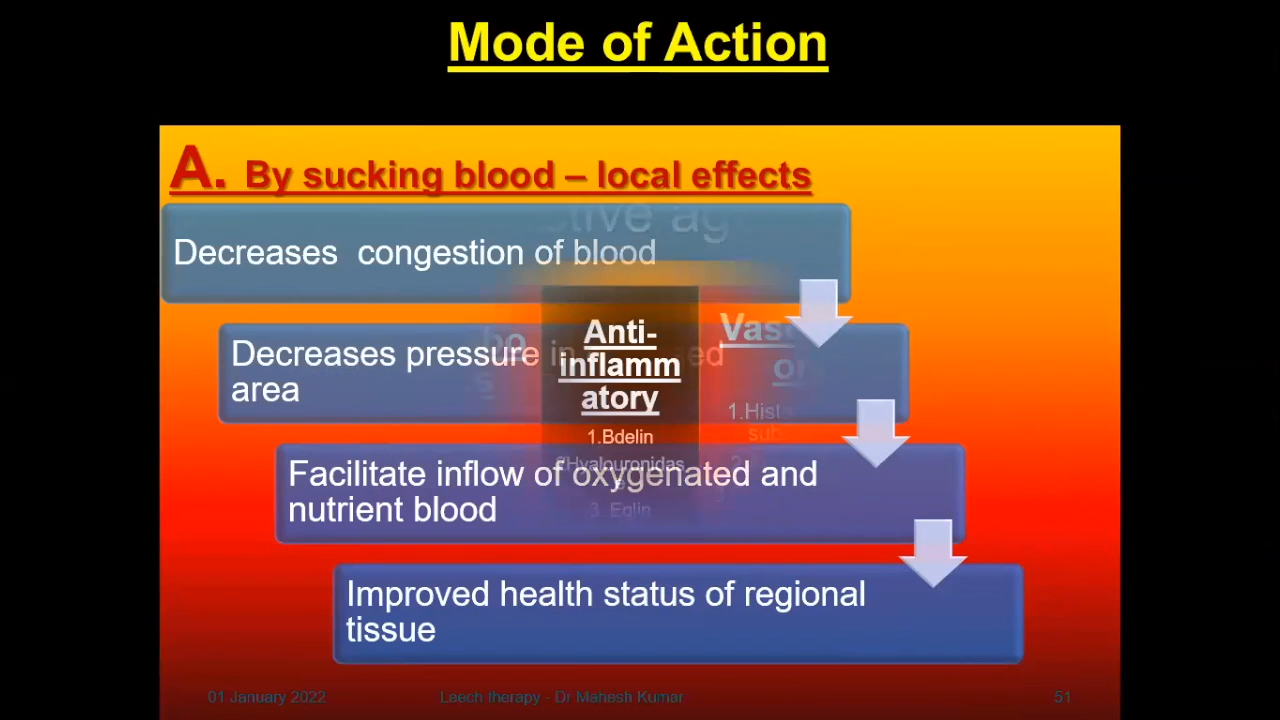 Mode of Action
A. By sucking blood – local effects
Decreases  congestion of blood
Decreases pressure in
area
Facilitate inflow of oxygenated and
nutrient blood
Improved health status of regional
tissue
Anti-
inflamm
atory
1.Bdelin
3. Eglin
01 January 2022
Leech therapy - Dr Mahesh Kumar
51